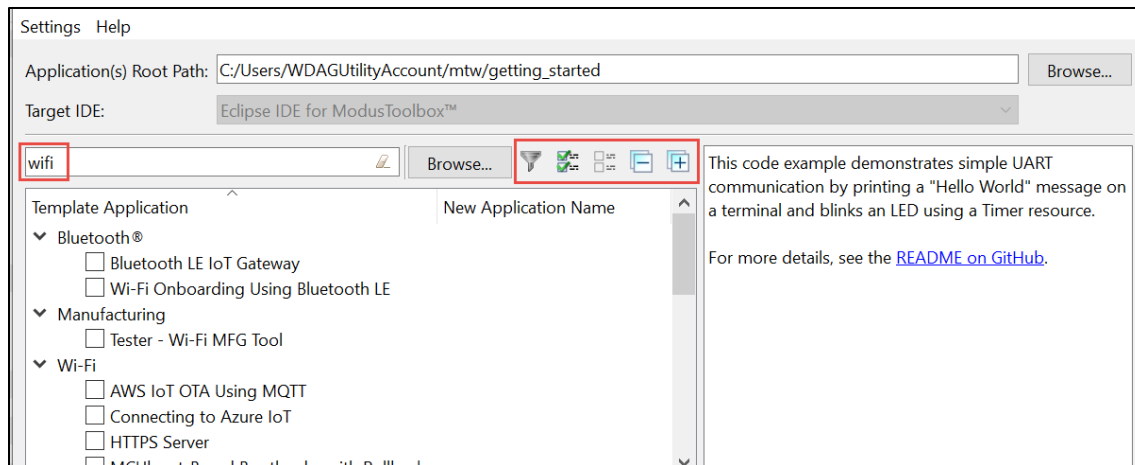 Settings Help
Application(s) Root Path: C:/Users/WDAGUtilityAccount/mtw/getting_started Browse...
Target IDE: Eclipse IDE for ModusToolbox™
wifi Browse...
Template Application New Application Name
Bluetooth®
Bluetooth LE IoT Gateway
Wi-Fi Onboarding Using Bluetooth LE
Manufacturing
Tester - Wi-Fi MFG Tool
Wi-Fi
AWS IoT OTA Using MQTT
Connecting to Azure IoT
HTTPS Server
This code example demonstrates simple UART
communication by printing a "Hello World" message on
a terminal and blinks an LED using a Timer resource.
For more details, see the README on GitHub.